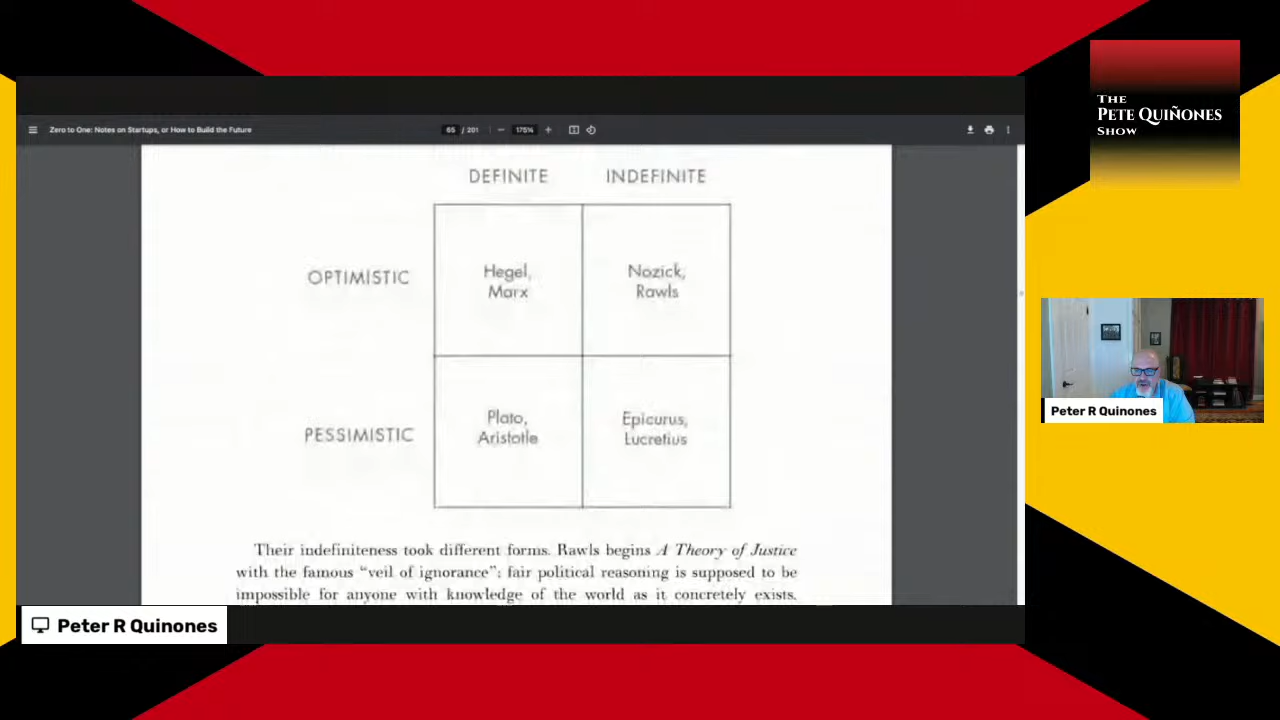 THE
PETE QUIÑONES
SHOW
Zero to One: Notes on Startups, or How to Build the Future
65 / 201
175%
DEFINITE INDEFINITE
OPTIMISTIC
Hegel,
Marx
Nozick,
Rawls
PESSIMISTIC
Plato,
Aristotle
Epicurus,
Lucretius
Their indefiniteness took different forms. Rawls begins A Theory of Justice
with the famous “veil of ignorance”: fair political reasoning is supposed to be
impossible for anyone with knowledge of the world as it concretely exists.
Peter R Quinones
Peter R Quinones